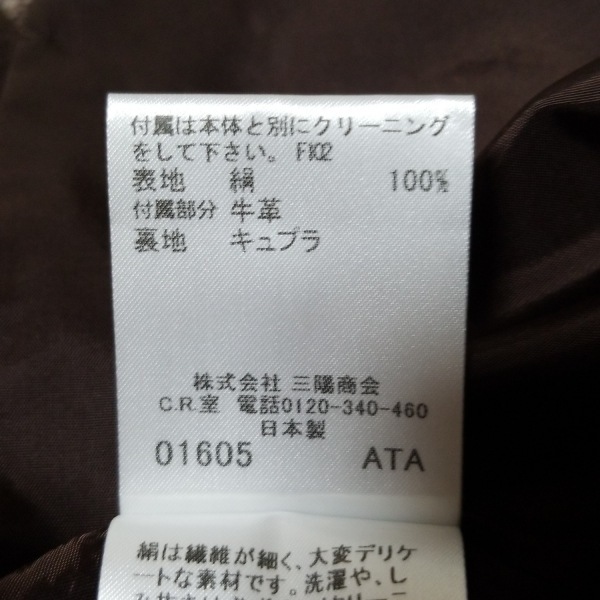 付属は本体と別にクリーニング
をして下さい。 FX02
表地 絹 100%
付属部分 牛革
裏地 キュプラ
株式会社 三陽商会
C.R.室 電話0120-340-460
日本製
01605 ATA
絹は繊維が細く、大変デリケ
ートな素材です。洗濯や、し